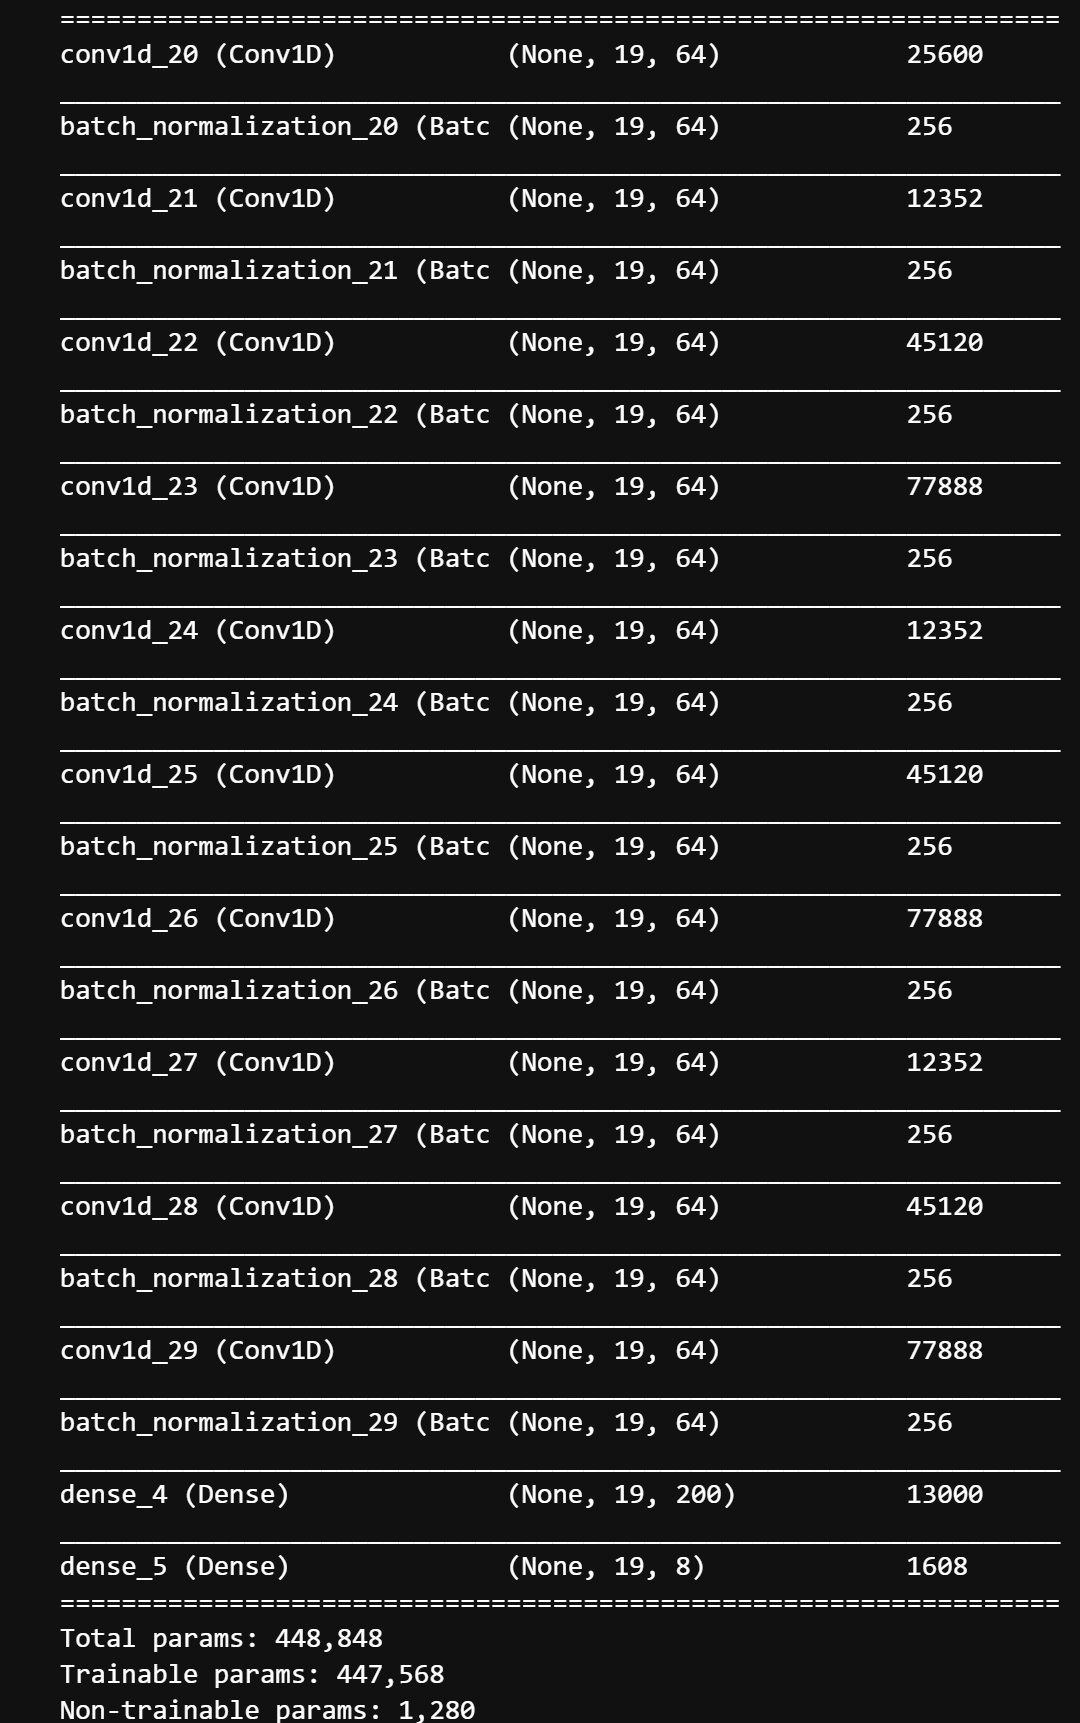 =================================================================
conv1d_20 (Conv1D)           (None, 19, 64)            25600
_________________________________________________________________
batch_normalization_20 (Batc (None, 19, 64)            256
_________________________________________________________________
conv1d_21 (Conv1D)           (None, 19, 64)            12352
_________________________________________________________________
batch_normalization_21 (Batc (None, 19, 64)            256
_________________________________________________________________
conv1d_22 (Conv1D)           (None, 19, 64)            45120
_________________________________________________________________
batch_normalization_22 (Batc (None, 19, 64)            256
_________________________________________________________________
conv1d_23 (Conv1D)           (None, 19, 64)            77888
_________________________________________________________________
batch_normalization_23 (Batc (None, 19, 64)            256
_________________________________________________________________
conv1d_24 (Conv1D)           (None, 19, 64)            12352
_________________________________________________________________
batch_normalization_24 (Batc (None, 19, 64)            256
_________________________________________________________________
conv1d_25 (Conv1D)           (None, 19, 64)            45120
_________________________________________________________________
batch_normalization_25 (Batc (None, 19, 64)            256
_________________________________________________________________
conv1d_26 (Conv1D)           (None, 19, 64)            77888
_________________________________________________________________
batch_normalization_26 (Batc (None, 19, 64)            256
_________________________________________________________________
conv1d_27 (Conv1D)           (None, 19, 64)            12352
_________________________________________________________________
batch_normalization_27 (Batc (None, 19, 64)            256
_________________________________________________________________
conv1d_28 (Conv1D)           (None, 19, 64)            45120
_________________________________________________________________
batch_normalization_28 (Batc (None, 19, 64)            256
_________________________________________________________________
conv1d_29 (Conv1D)           (None, 19, 64)            77888
_________________________________________________________________
batch_normalization_29 (Batc (None, 19, 64)            256
_________________________________________________________________
dense_4 (Dense)              (None, 19, 200)           13000
_________________________________________________________________
dense_5 (Dense)              (None, 19, 8)             1608
=================================================================
Total params: 448,848
Trainable params: 447,568
Non-trainable params: 1,280